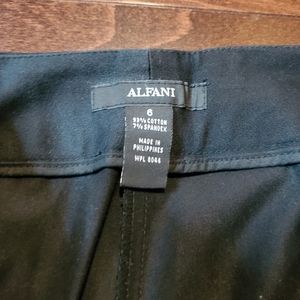 ALFANI
6
93% COTTON
7% SPANDEX
MADE IN
PHILIPPINES
WPL 8046